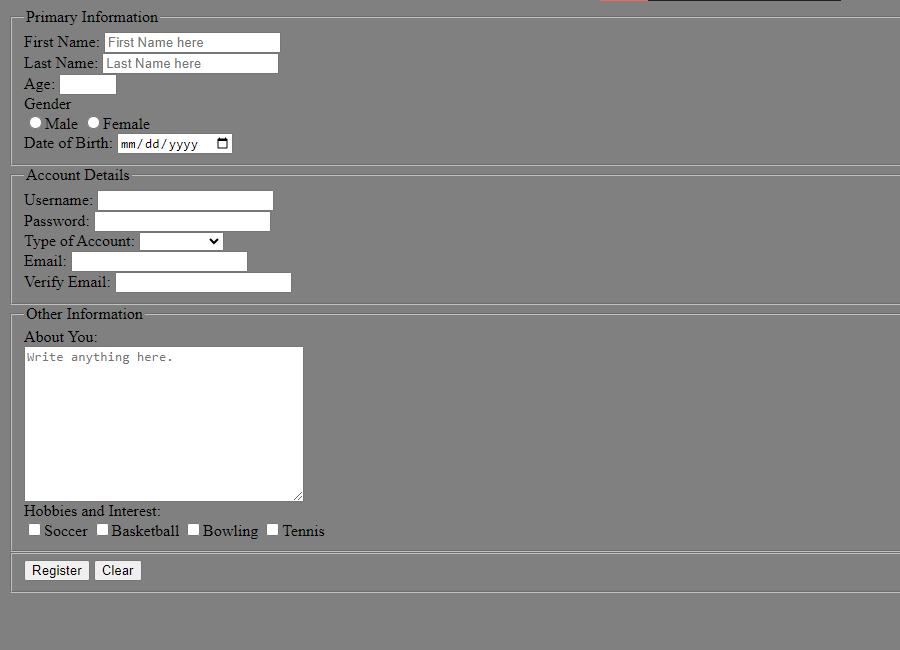 Primary Information
First Name: First Name here
Last Name: Last Name here
Age:
Gender
Male Female
Date of Birth: mm/dd/yyyy
Account Details
Username:
Password:
Type of Account:
Email:
Verify Email:
Other Information
About You:
Write anything here.
Hobbies and Interest:
Soccer Basketball Bowling Tennis
Register Clear